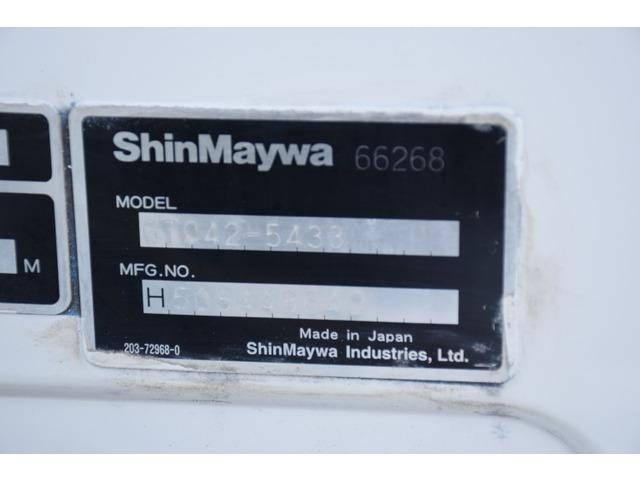 ShinMaywa 66268
MODEL
MFG.NO.
M
H
Made in Japan
203-72968-0
ShinMaywa Industries, Ltd.